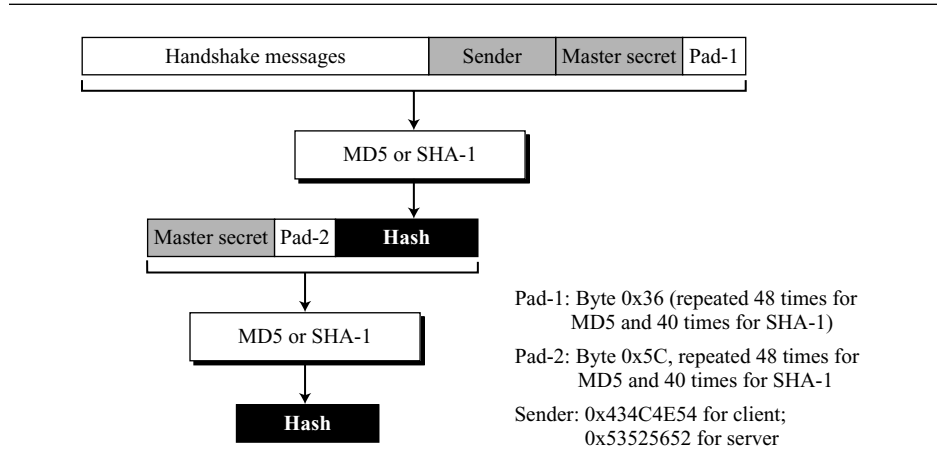 Handshake messages Sender Master secret Pad-1
MD5 or SHA-1
Master secret Pad-2 Hash
MD5 or SHA-1
Hash
Pad-1: Byte 0x36 (repeated 48 times for
MD5 and 40 times for SHA-1)
Pad-2: Byte 0x5C, repeated 48 times for
MD5 and 40 times for SHA-1
Sender: 0x434C4E54 for client;
0x53525652 for server